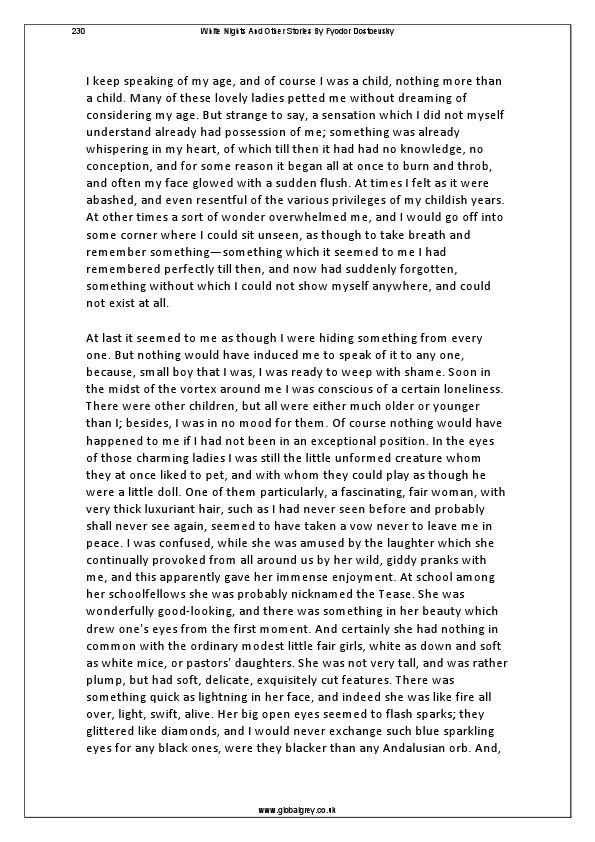 230 White Nights And Other Stories By Fyodor Dostoevsky
I keep speaking of my age, and of course I was a child, nothing more than
a child. Many of these lovely ladies petted me without dreaming of
considering my age. But strange to say, a sensation which I did not myself
understand already had possession of me; something was already
whispering in my heart, of which till then it had had no knowledge, no
conception, and for some reason it began all at once to burn and throb,
and often my face glowed with a sudden flush. At times I felt as it were
abashed, and even resentful of the various privileges of my childish years.
At other times a sort of wonder overwhelmed me, and I would go off into
some corner where I could sit unseen, as though to take breath and
remember something—something which it seemed to me I had
remembered perfectly till then, and now had suddenly forgotten,
something without which I could not show myself anywhere, and could
not exist at all.
At last it seemed to me as though I were hiding something from every
one. But nothing would have induced me to speak of it to any one,
because, small boy that I was, I was ready to weep with shame. Soon in
the midst of the vortex around me I was conscious of a certain loneliness.
There were other children, but all were either much older or younger
than I; besides, I was in no mood for them. Of course nothing would have
happened to me if I had not been in an exceptional position. In the eyes
of those charming ladies I was still the little unformed creature whom
they at once liked to pet, and with whom they could play as though he
were a little doll. One of them particularly, a fascinating, fair woman, with
very thick luxuriant hair, such as I had never seen before and probably
shall never see again, seemed to have taken a vow never to leave me in
peace. I was confused, while she was amused by the laughter which she
continually provoked from all around us by her wild, giddy pranks with
me, and this apparently gave her immense enjoyment. At school among
her schoolfellows she was probably nicknamed the Tease. She was
wonderfully good-looking, and there was something in her beauty which
drew one's eyes from the first moment. And certainly she had nothing in
common with the ordinary modest little fair girls, white as down and soft
as white mice, or pastors' daughters. She was not very tall, and was rather
plump, but had soft, delicate, exquisitely cut features. There was
something quick as lightning in her face, and indeed she was like fire all
over, light, swift, alive. Her big open eyes seemed to flash sparks; they
glittered like diamonds, and I would never exchange such blue sparkling
eyes for any black ones, were they blacker than any Andalusian orb. And,
www.globalgrey.co.uk